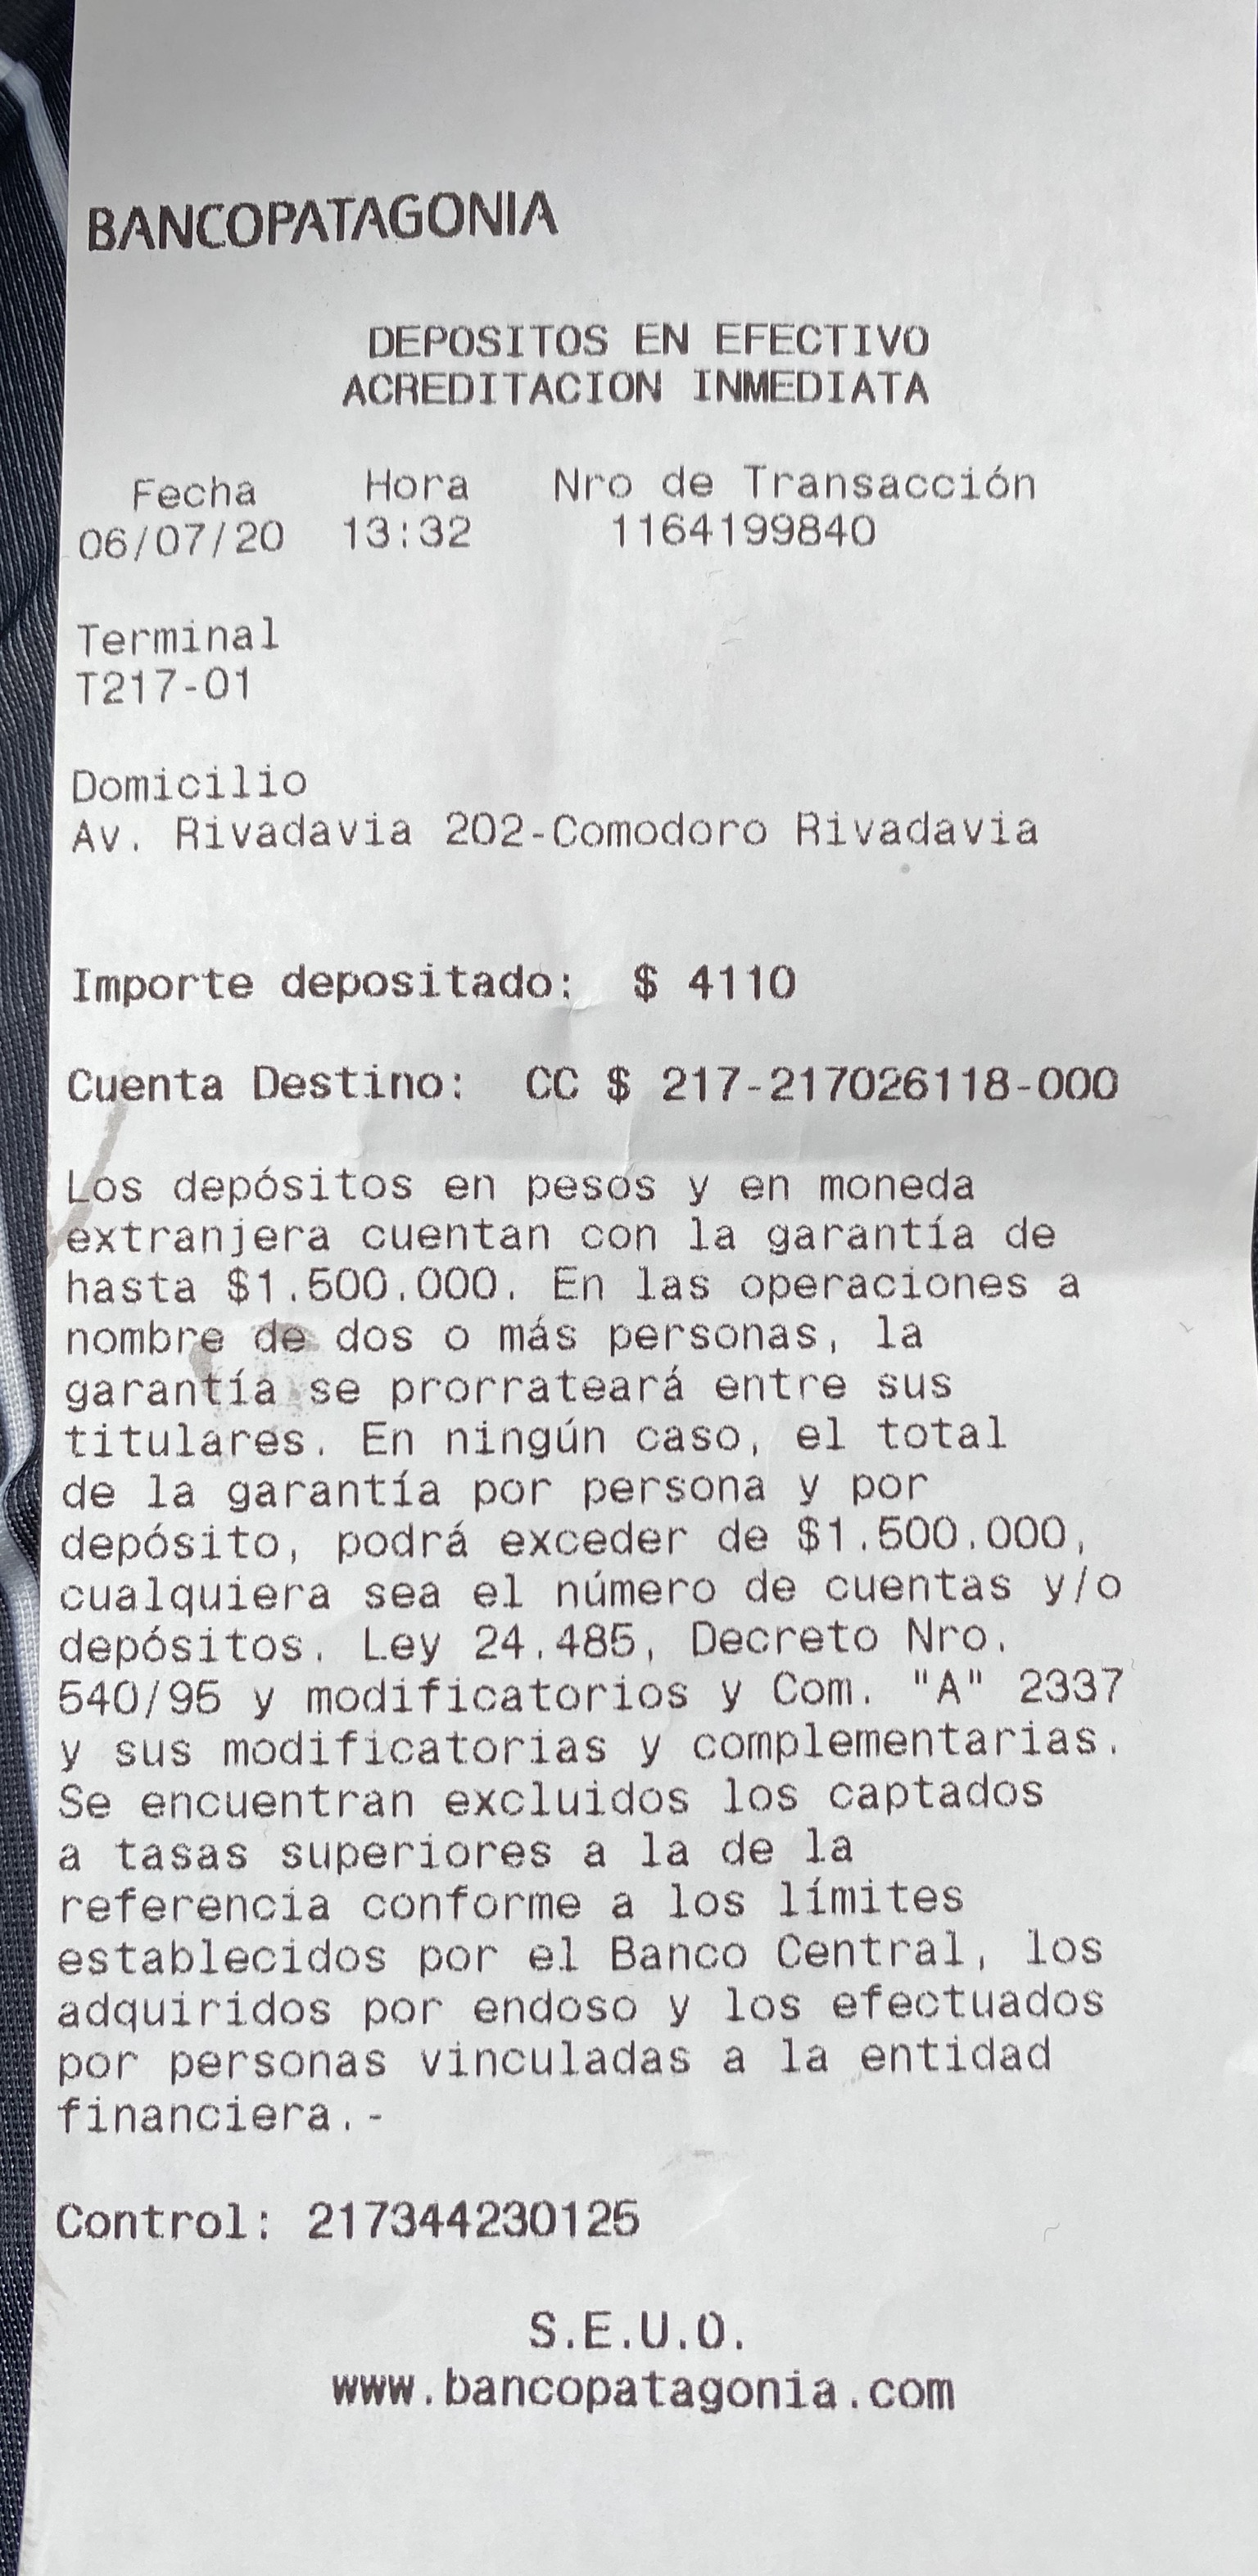 BANCOPATAGONIA
DEPOSITOS EN EFECTIVO
ACREDITACION INMEDIATA
Fecha Hora Nro de Transacción
06/07/20 13:32 1164199840
Terminal
T217-01
Domicilio
Av. Rivadavia 202-Comodoro Rivadavia
Importe depositado: $ 4110
Cuenta Destino: CC $ 217-217026118-000
Los depósitos en pesos y en moneda
extranjera cuentan con la garantía de
hasta $1.500.000. En las operaciones a
nombre de dos o más personas, la
garantía se prorrateará entre sus
titulares. En ningún caso, el total
de la garantía por persona y por
depósito, podrá exceder de $1.500.000,
cualquiera sea el número de cuentas y/o
depósitos. Ley 24.485, Decreto Nro.
540/95 y modificatorios y Com. "A" 2337
y sus modificatorias y complementarias.
Se encuentran excluidos los captados
a tasas superiores a la de la
referencia conforme a los límites
establecidos por el Banco Central, los
adquiridos por endoso y los efectuados
por personas vinculadas a la entidad
financiera.-
Control: 217344230125
S.E.U.O.
www.bancopatagonia.com